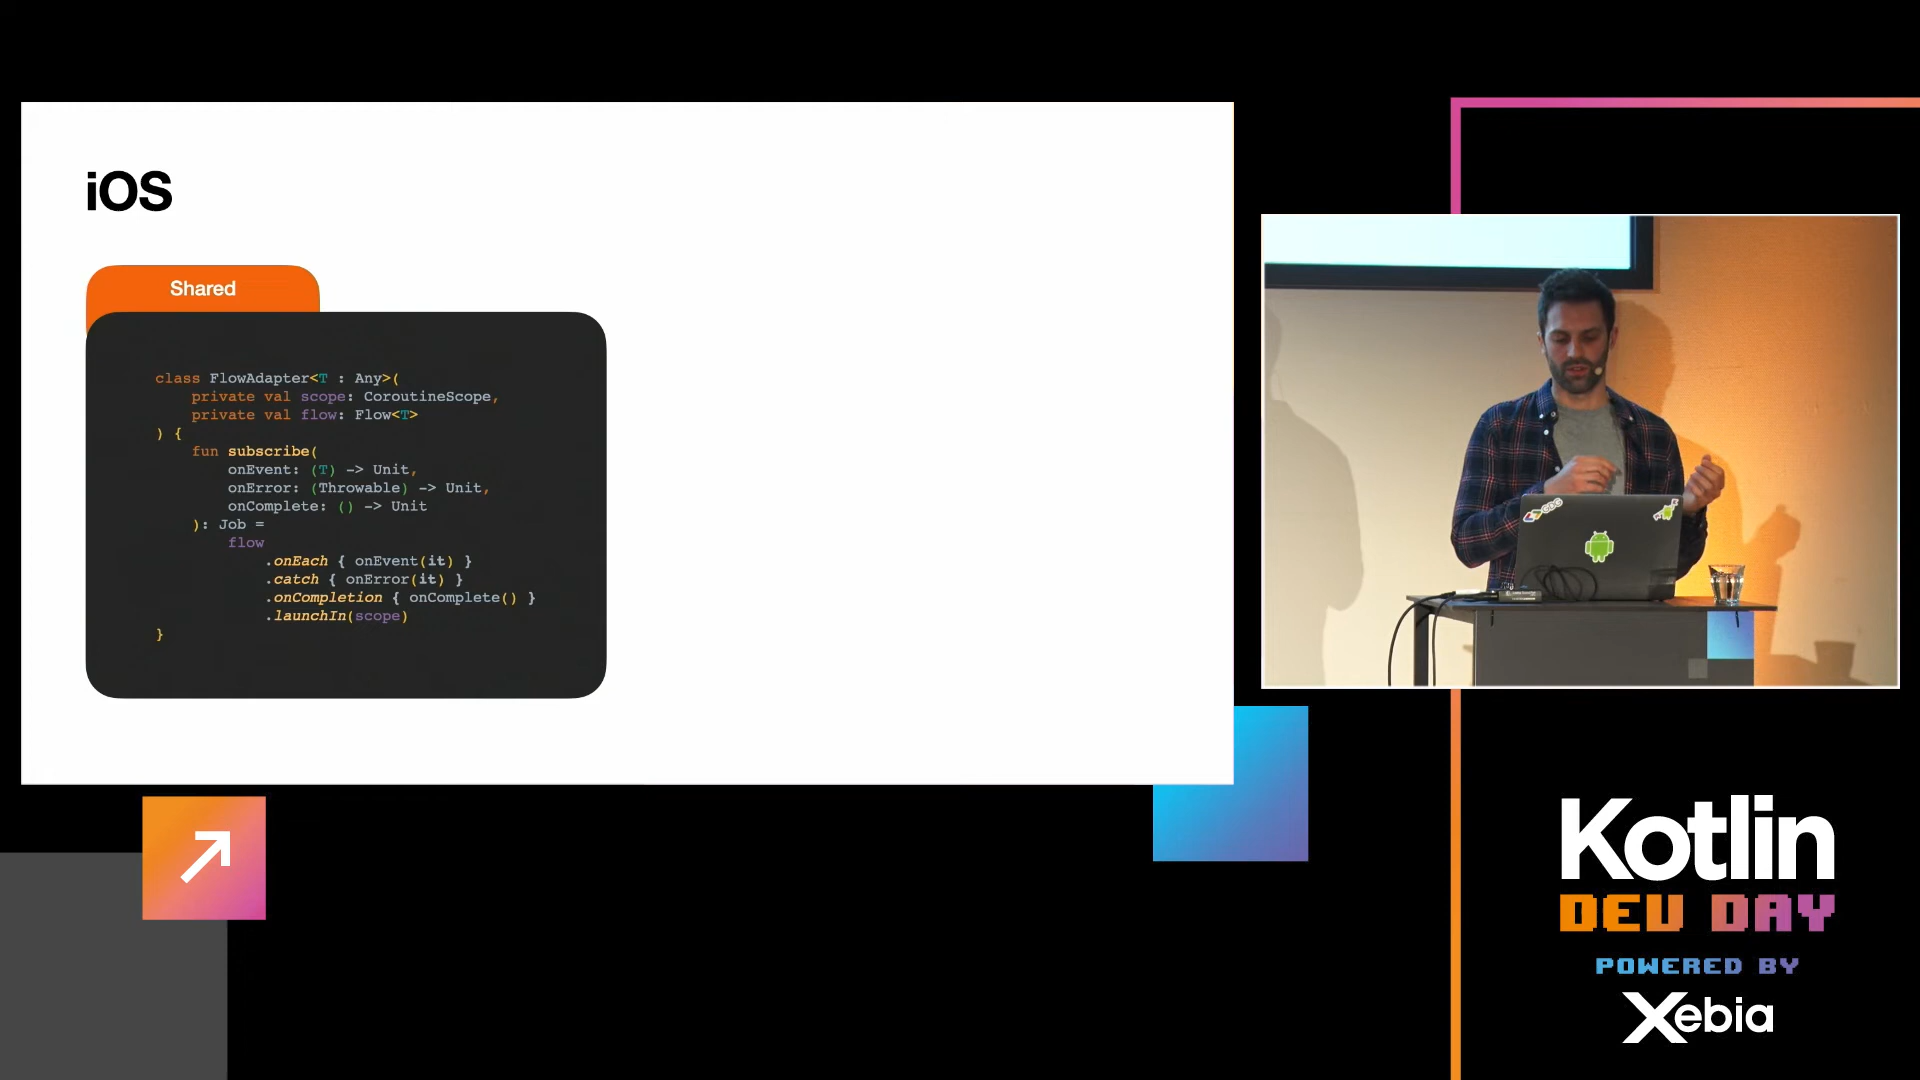 iOS
Shared
class FlowAdapter<T : Any>(
    private val scope: CoroutineScope,
    private val flow: Flow<T>
) {
    fun subscribe(
        onEvent: (T) -> Unit,
        onError: (Throwable) -> Unit,
        onComplete: () -> Unit
    ): Job =
        flow
            .onEach { onEvent(it) }
            .catch { onError(it) }
            .onCompletion { onComplete() }
            .launchIn(scope)
}
GDG
Kotlin
DEV DAY
POWERED BY
Xebia